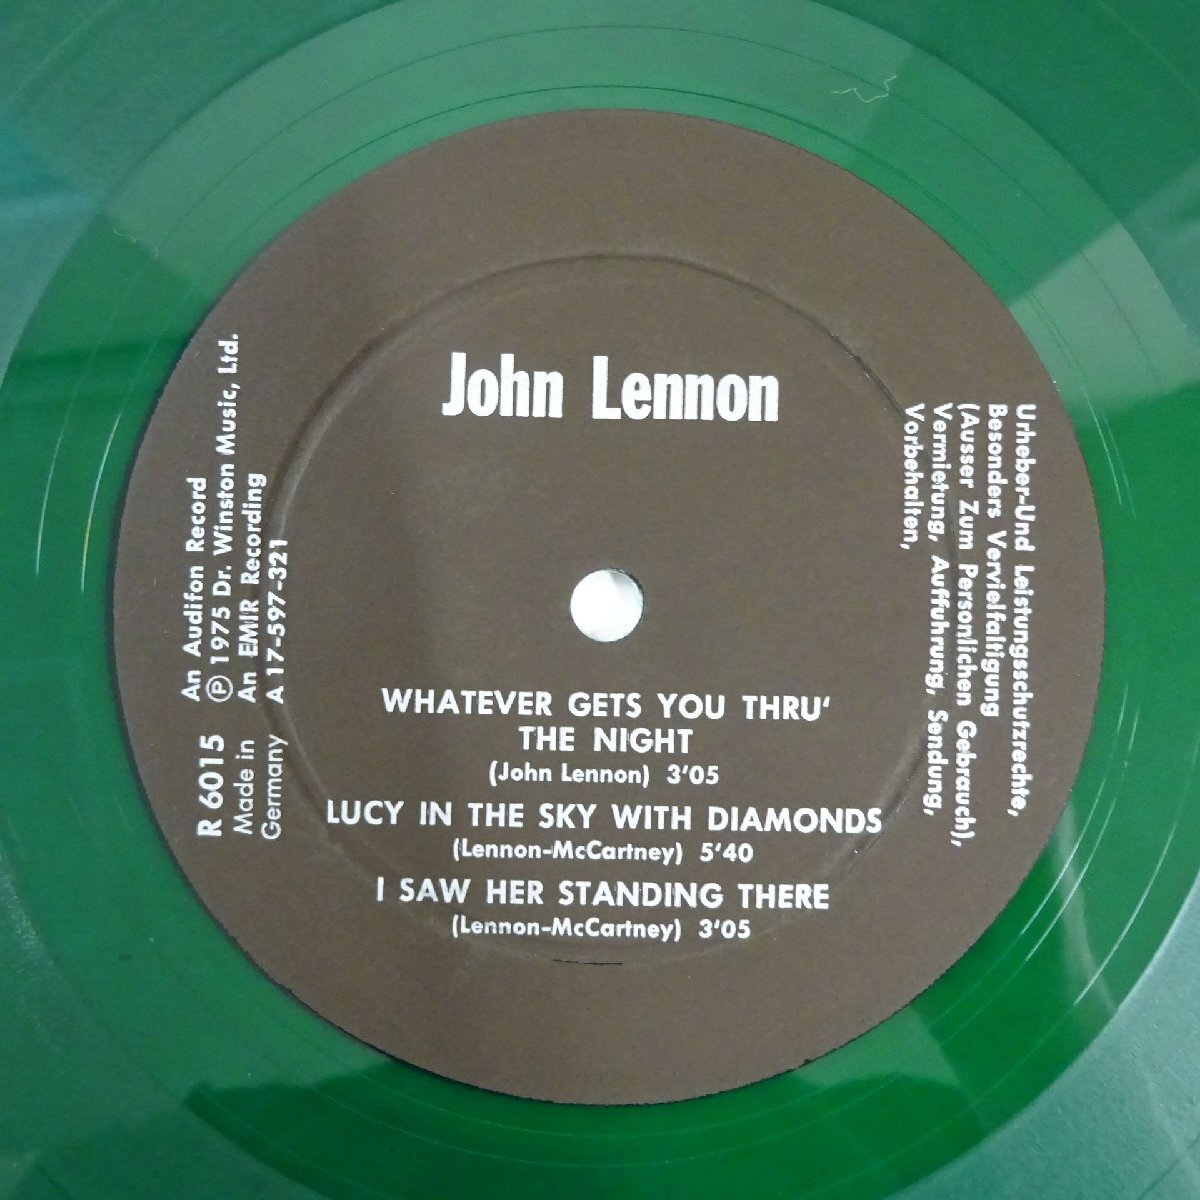 John Lennon
WHATEVER GETS YOU THRU'
THE NIGHT
(John Lennon) 3'05
LUCY IN THE SKY WITH DIAMONDS
(Lennon-McCartney) 5'40
I SAW HER STANDING THERE
(Lennon-McCartney) 3'05
An Audifon Record
Ⓟ 1975 Dr. Winston Music, Ltd.
An EMIR Recording
A 17-597-321
R 6015
Made in
Germany
Urheber-Und Leistungsschutzrechte,
Besonders Vervielfaltigung
(Ausser Zum Personlichen Gebrauch),
Vermietung, Auffuhrung, Sendung,
Vorbehalten,